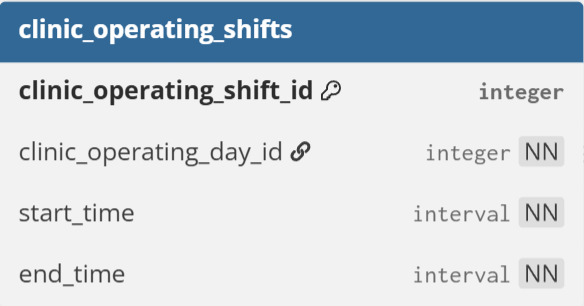 clinic_operating_shifts
clinic_operating_shift_id integer
clinic_operating_day_id integer NN
start_time interval NN
end_time interval NN